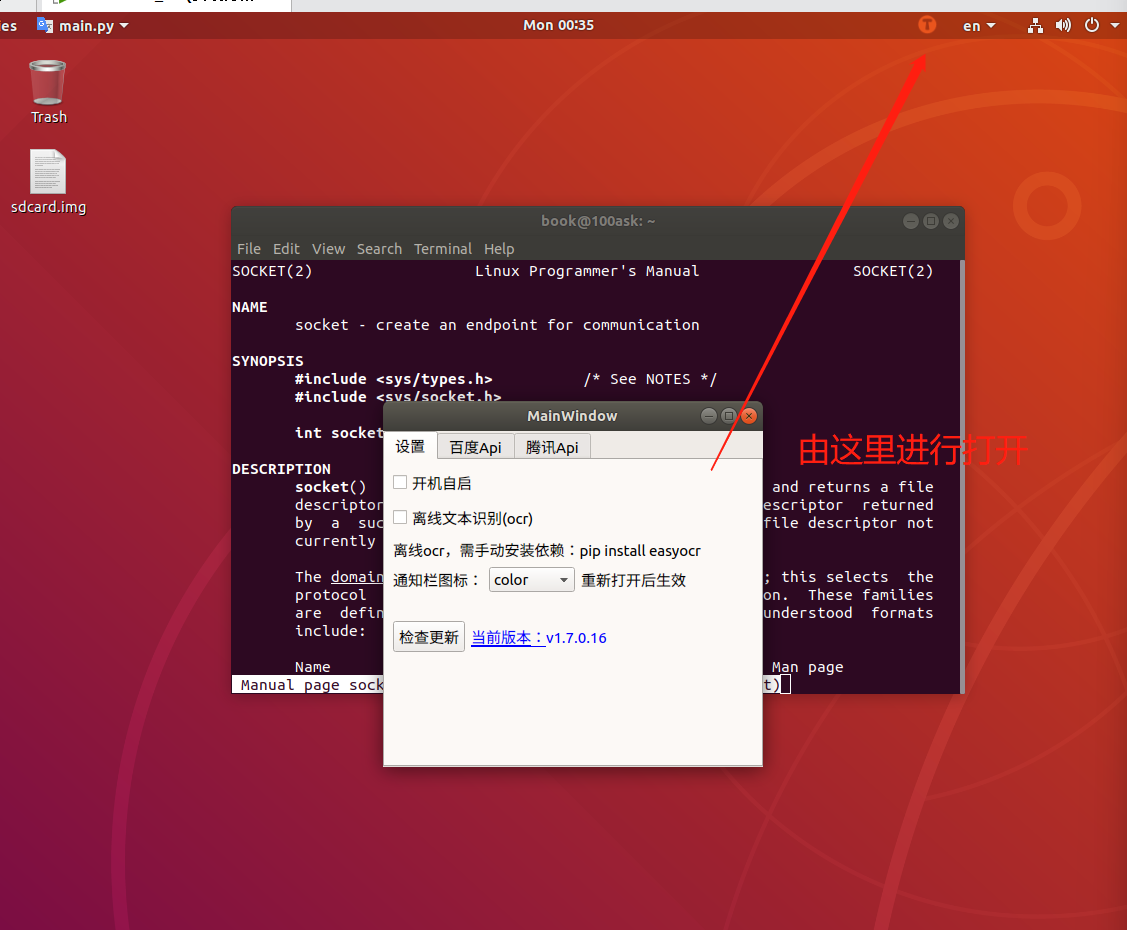 es main.py Mon 00:35 en
Trash
sdcard.img
book@100ask: ~
File Edit View Search Terminal Help
SOCKET(2) Linux Programmer's Manual SOCKET(2)
NAME
socket - create an endpoint for communication
SYNOPSIS
#include <sys/types.h> /* See NOTES */
#include <sys/socket.h>
int socket
DESCRIPTION
socket() and returns a file
descriptor escriptor returned
by a suc file descriptor not
currently
The domain ; this selects the
protocol on. These families
are defin understood formats
include:
Name Man page
Manual page sock t)
MainWindow
设置 百度Api 腾讯Api
开机自启
离线文本识别(ocr)
离线ocr，需手动安装依赖：pip install easyocr
通知栏图标： color 重新打开后生效
检查更新 当前版本：v1.7.0.16
由这里进行打开